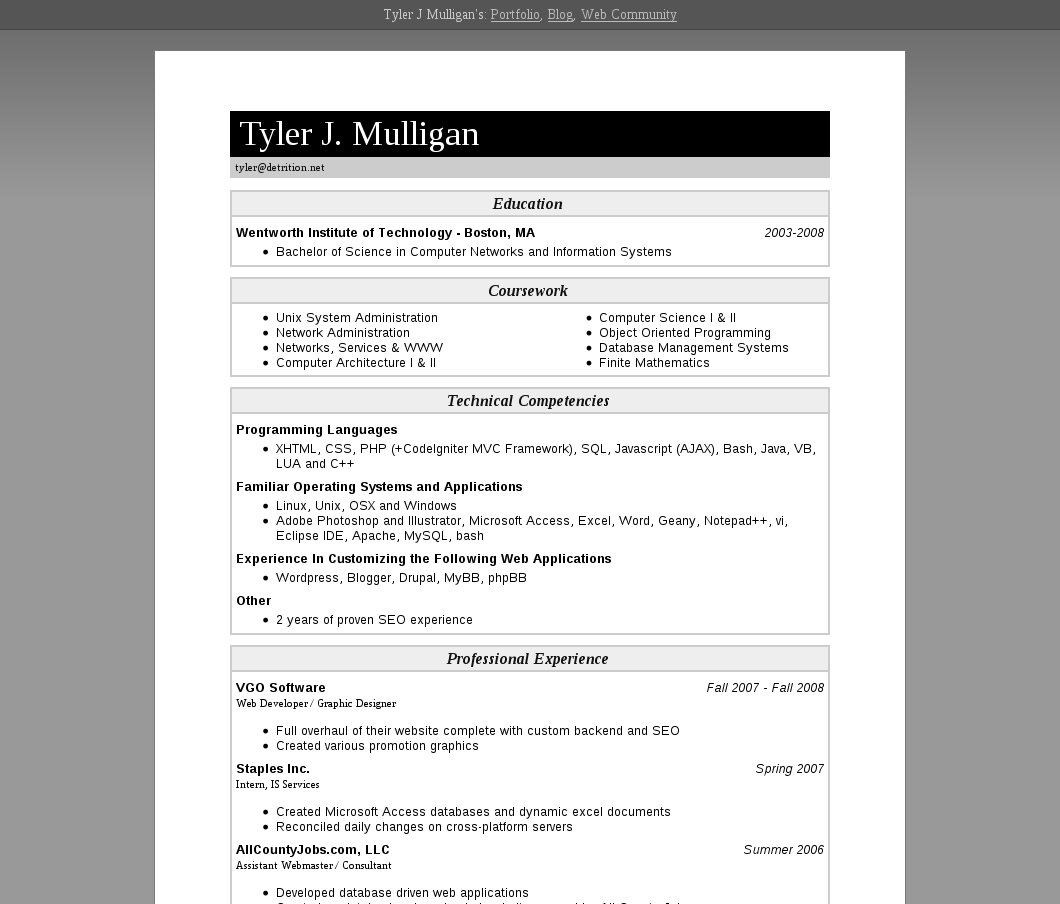 Tyler J Mulligan's: Portfolio, Blog, Web Community
Tyler J. Mulligan
tyler@detrition.net
Education
Wentworth Institute of Technology - Boston, MA 2003-2008
Bachelor of Science in Computer Networks and Information Systems
Coursework
Unix System Administration
Network Administration
Networks, Services & WWW
Computer Architecture I & II
Computer Science I & II
Object Oriented Programming
Database Management Systems
Finite Mathematics
Technical Competencies
Programming Languages
XHTML, CSS, PHP (+CodeIgniter MVC Framework), SQL, Javascript (AJAX), Bash, Java, VB,
LUA and C++
Familiar Operating Systems and Applications
Linux, Unix, OSX and Windows
Adobe Photoshop and Illustrator, Microsoft Access, Excel, Word, Geany, Notepad++, vi,
Eclipse IDE, Apache, MySQL, bash
Experience In Customizing the Following Web Applications
Wordpress, Blogger, Drupal, MyBB, phpBB
Other
2 years of proven SEO experience
Professional Experience
VGO Software Fall 2007 - Fall 2008
Web Developer / Graphic Designer
Full overhaul of their website complete with custom backend and SEO
Created various promotion graphics
Staples Inc. Spring 2007
Intern, IS Services
Created Microsoft Access databases and dynamic excel documents
Reconciled daily changes on cross-platform servers
AllCountyJobs.com, LLC Summer 2006
Assistant Webmaster / Consultant
Developed database driven web applications